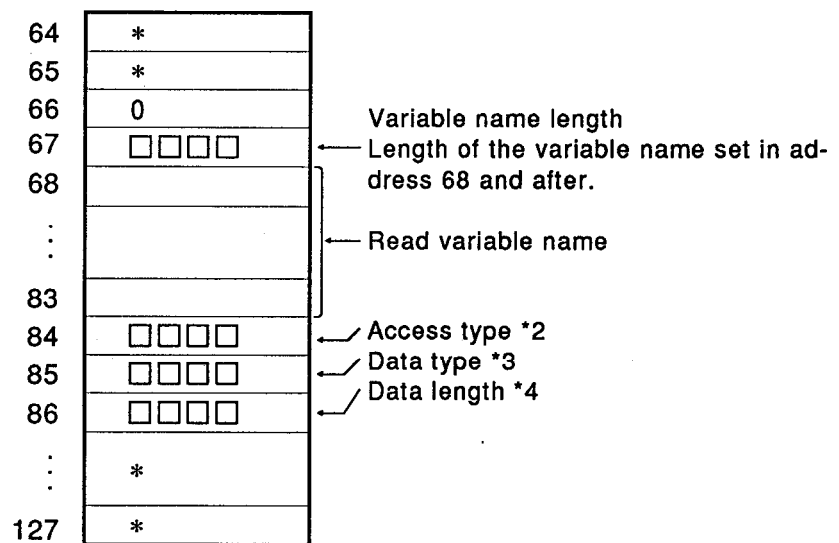 64 *
65 *
66 0
Variable name length
67 □□□□ Length of the variable name set in ad-
68 dress 68 and after.
Read variable name
83
84 □□□□ Access type *2
85 □□□□ Data type *3
86 □□□□ Data length *4
*
127 *